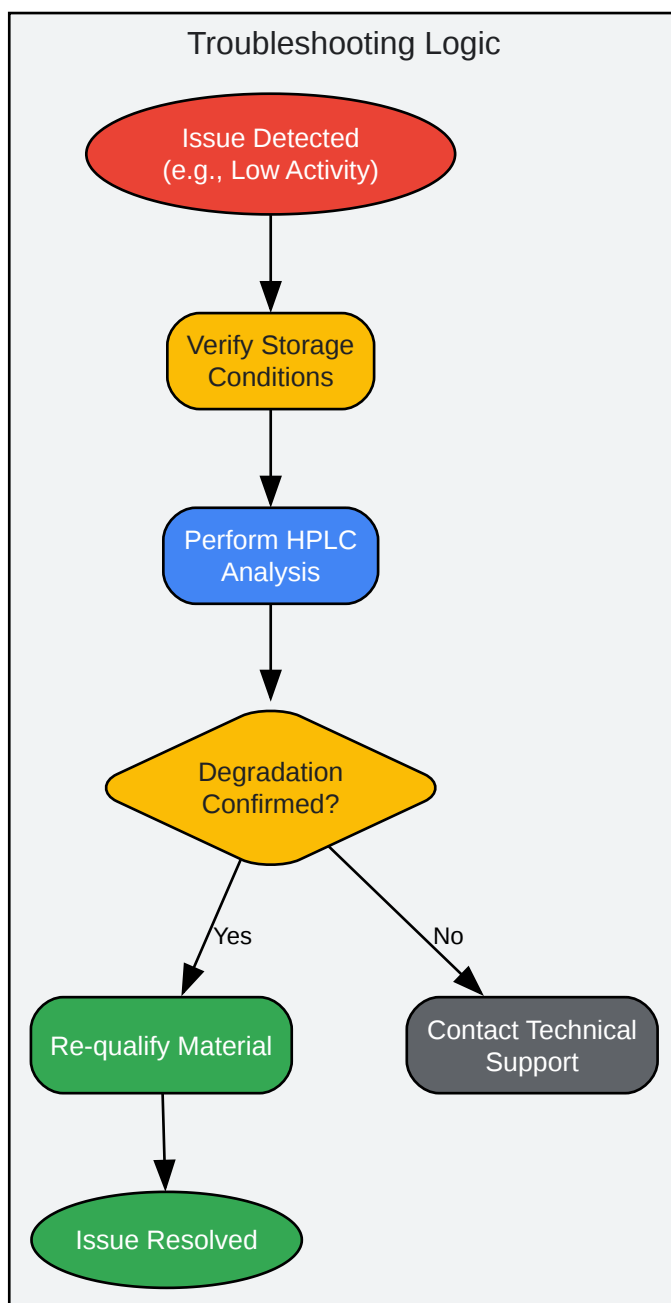 Troubleshooting Logic
Issue Detected
(e.g., Low Activity)
Verify Storage
Conditions
Perform HPLC
Analysis
Degradation
Confirmed?
Yes
No
Re-qualify Material
Contact Technical
Support
Issue Resolved